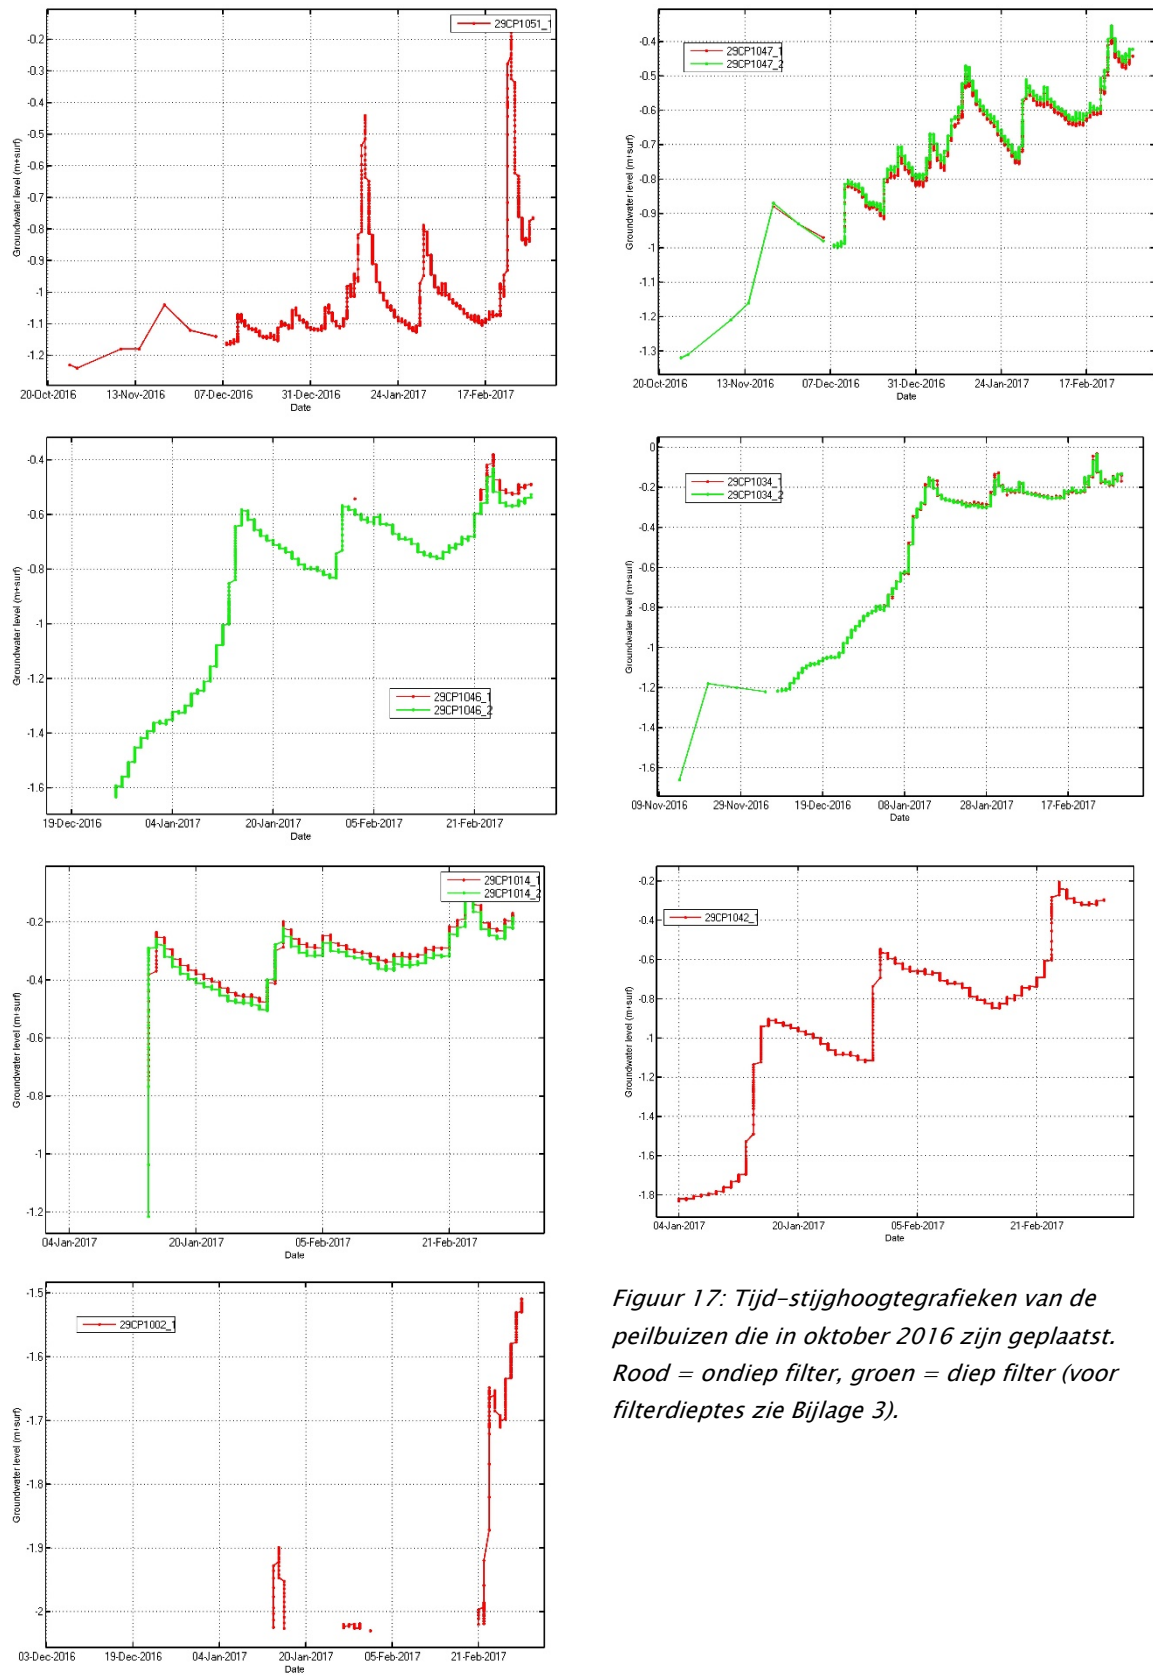 29CP1051_1
-0.2
-0.3
-0.4
-0.5
-0.6
-0.7
-0.8
-0.9
-1
-1.1
-1.2
Groundwater level (m+surf)
20-Oct-2016 13-Nov-2016 07-Dec-2016 31-Dec-2016 24-Jan-2017 17-Feb-2017
Date
29CP1047_1
29CP1047_2
-0.4
-0.5
-0.6
-0.7
-0.8
-0.9
-1
-1.1
-1.2
-1.3
Groundwater level (m+surf)
20-Oct-2016 13-Nov-2016 07-Dec-2016 31-Dec-2016 24-Jan-2017 17-Feb-2017
Date
29CP1046_1
29CP1046_2
-0.4
-0.6
-0.8
-1
-1.2
-1.4
-1.6
Groundwater level (m+surf)
19-Dec-2016 04-Jan-2017 20-Jan-2017 05-Feb-2017 21-Feb-2017
Date
29CP1034_1
29CP1034_2
0
-0.2
-0.4
-0.6
-0.8
-1
-1.2
-1.4
-1.6
Groundwater level (m+surf)
09-Nov-2016 29-Nov-2016 19-Dec-2016 08-Jan-2017 28-Jan-2017 17-Feb-2017
Date
29CP1014_1
29CP1014_2
-0.2
-0.4
-0.6
-0.8
-1
-1.2
Groundwater level (m+surf)
04-Jan-2017 20-Jan-2017 05-Feb-2017 21-Feb-2017
Date
29CP1042_1
-0.2
-0.4
-0.6
-0.8
-1
-1.2
-1.4
-1.6
-1.8
Groundwater level (m+surf)
04-Jan-2017 20-Jan-2017 05-Feb-2017 21-Feb-2017
Date
29CP1002_1
-1.5
-1.6
-1.7
-1.8
-1.9
-2
Groundwater level (m+surf)
03-Dec-2016 19-Dec-2016 04-Jan-2017 20-Jan-2017 05-Feb-2017 21-Feb-2017
Date
Figuur 17: Tijd-stijghoogtegrafieken van de
peilbuizen die in oktober 2016 zijn geplaatst.
Rood = ondiep filter, groen = diep filter (voor
filterdieptes zie Bijlage 3).